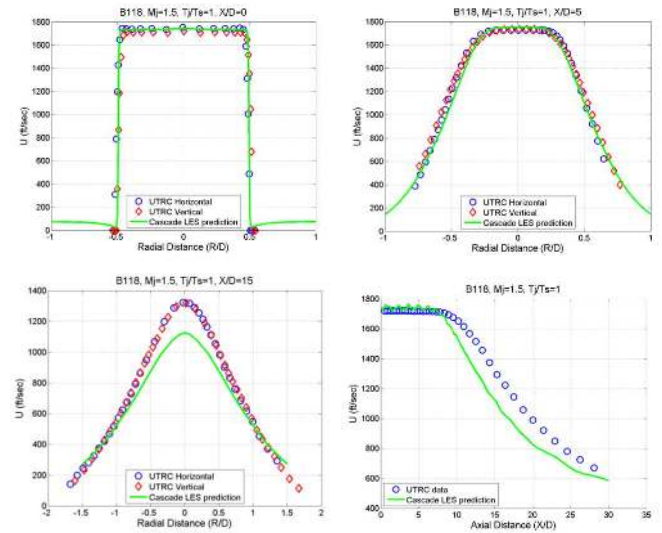 B118, Mj=1.5, Tj/Ts=1, X/D=0
1800
1600
1400
1200
1000
800
600
400
200
0
U (ft/sec)
UTRC Horizontal
UTRC Vertical
Cascade LES prediction
-1
-0.5
0
0.5
1
Radial Distance (R/D)
B118, Mj=1.5, Tj/Ts=1, X/D=5
1800
1600
1400
1200
1000
800
600
400
200
0
U (ft/sec)
UTRC Horizontal
UTRC Vertical
Cascade LES prediction
-1
-0.5
0
0.5
1
Radial Distance (R/D)
B118, Mj=1.5, Tj/Ts=1, X/D=15
1400
1200
1000
800
600
400
200
0
U (ft/sec)
UTRC Horizontal
UTRC Vertical
Cascade LES prediction
-2
-1.5
-1
-0.5
0
0.5
1
1.5
2
Radial Distance (R/D)
B118, Mj=1.5, Tj/Ts=1
1800
1600
1400
1200
1000
800
600
400
U (ft/sec)
UTRC data
Cascade LES prediction
0
5
10
15
20
25
30
35
Axial Distance (X/D)